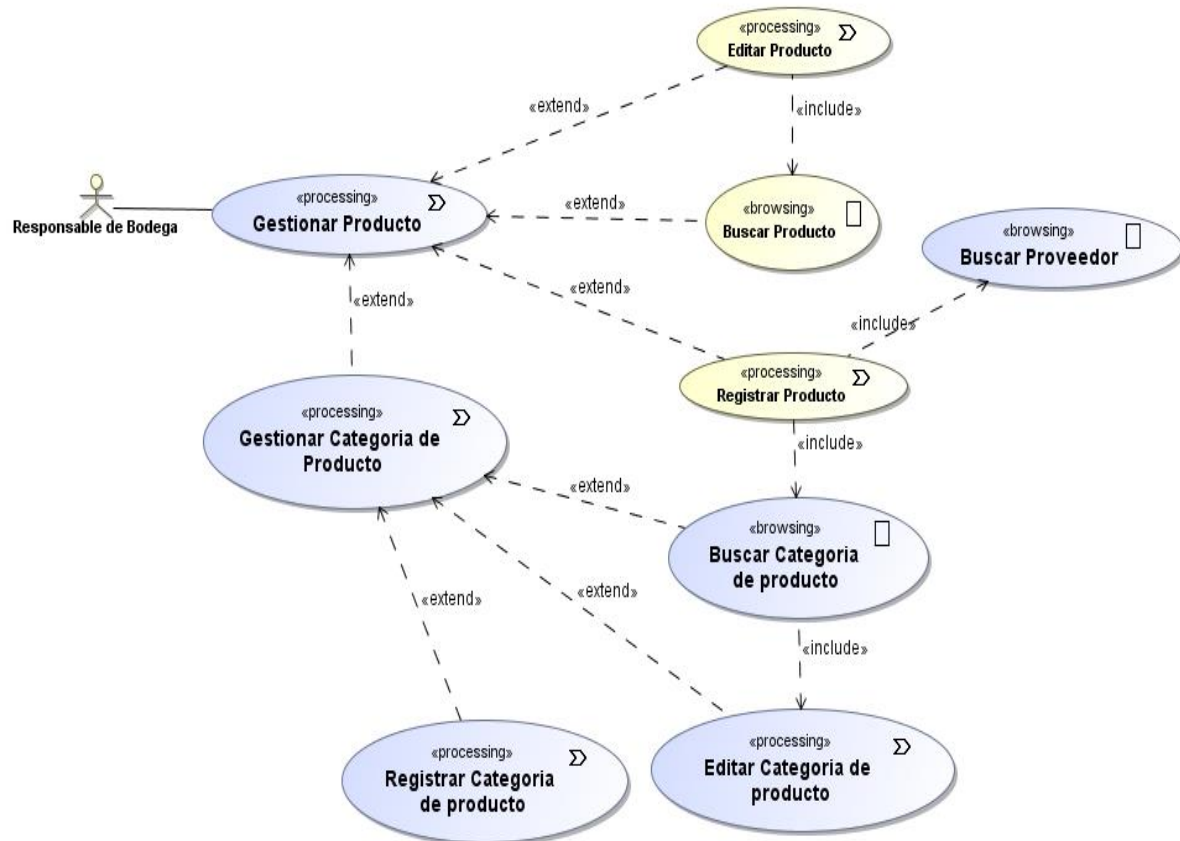 «processing»
Editar Producto
«extend»
«include»
«processing»
Gestionar Producto
Responsable de Bodega
«extend»
«browsing»
Buscar Producto
«browsing»
Buscar Proveedor
«extend»
«extend»
«include»
«processing»
Registrar Producto
«processing»
Gestionar Categoria de
Producto
«include»
«extend»
«browsing»
Buscar Categoria
de producto
«extend»
«extend»
«include»
«processing»
Registrar Categoria
de producto
«processing»
Editar Categoria de
producto